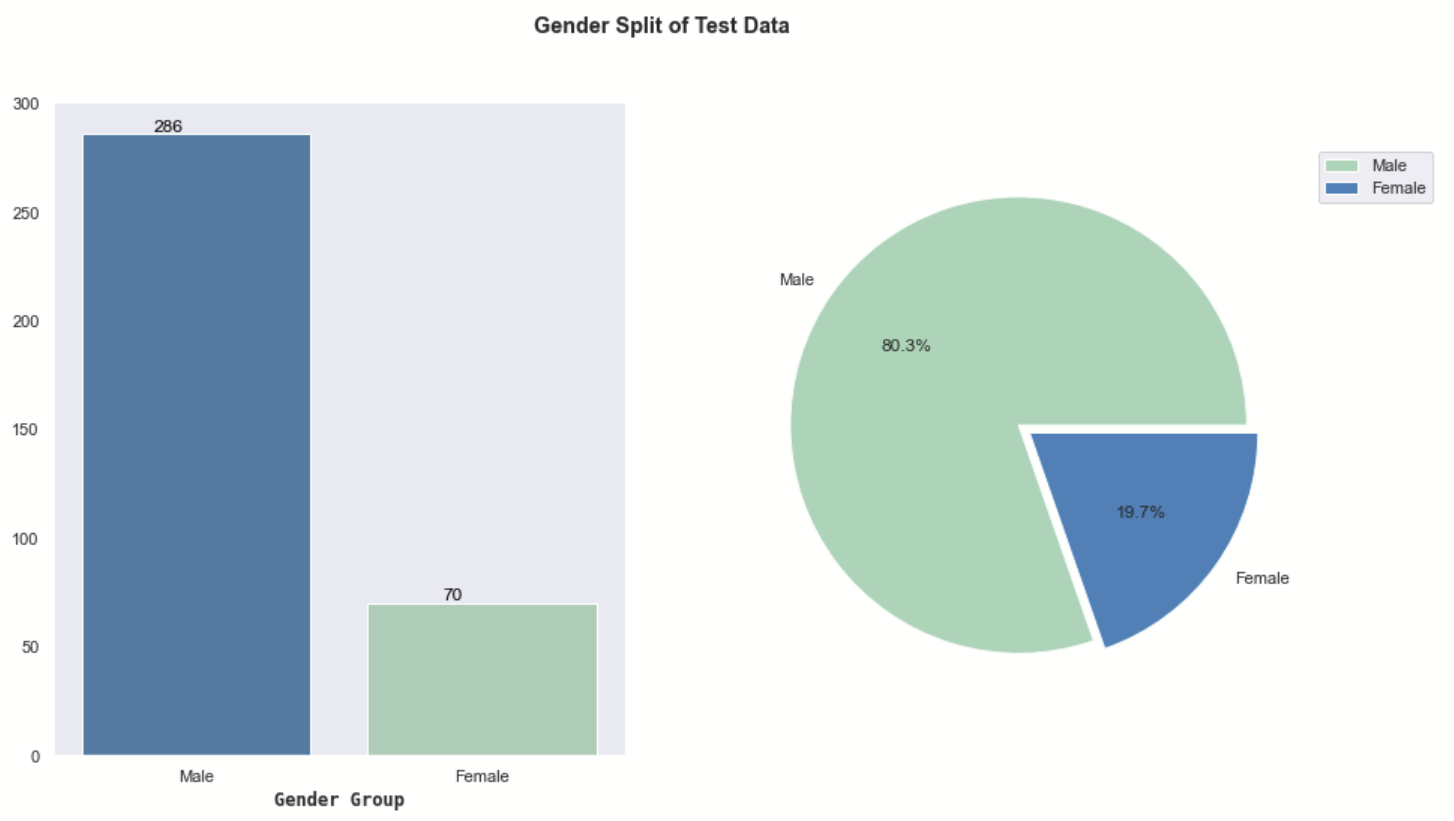 Gender Split of Test Data
300
250
200
150
100
50
0
286
70
Male Female
Gender Group
Male
Female
Male
80.3%
19.7%
Female